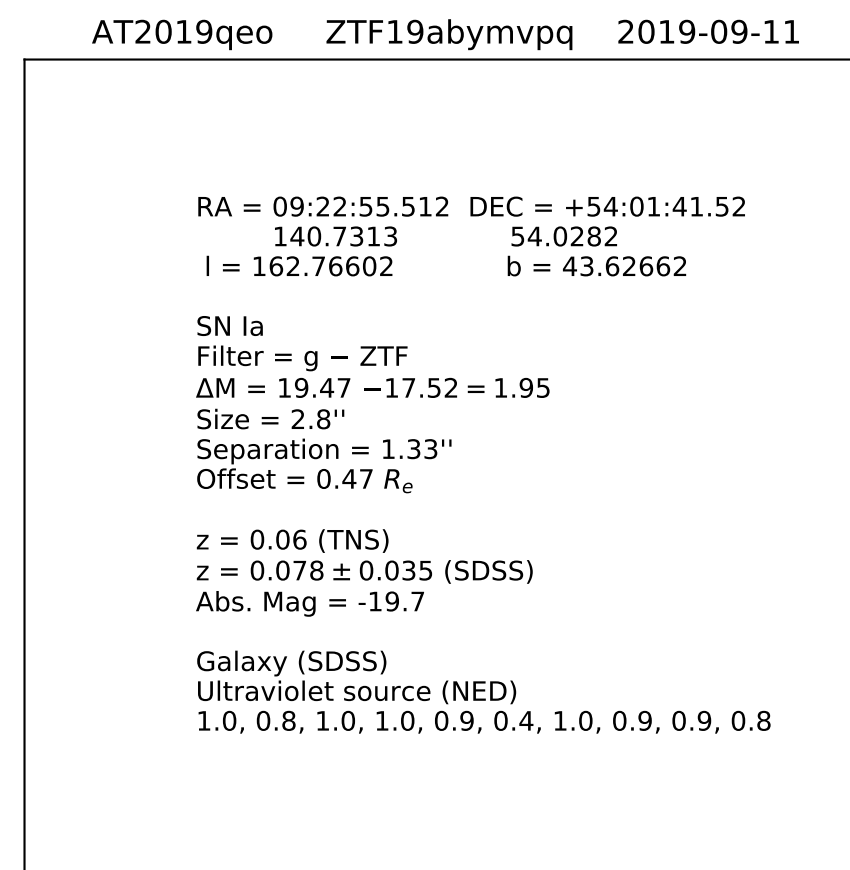 AT2019qeo ZTF19abymvpq 2019-09-11
RA = 09:22:55.512 DEC = +54:01:41.52
140.7313 54.0282
l = 162.76602 b = 43.62662
SN Ia
Filter = g − ZTF
ΔM = 19.47 −17.52 = 1.95
Size = 2.8''
Separation = 1.33''
Offset = 0.47 Re
z = 0.06 (TNS)
z = 0.078 ± 0.035 (SDSS)
Abs. Mag = -19.7
Galaxy (SDSS)
Ultraviolet source (NED)
1.0, 0.8, 1.0, 1.0, 0.9, 0.4, 1.0, 0.9, 0.9, 0.8